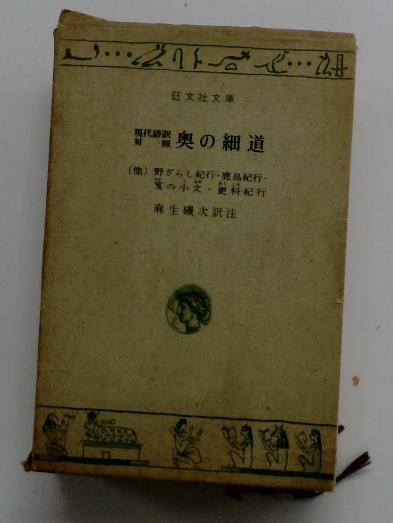 旺文社文庫
現代語訳
対照 奥の細道
(他) 野ざらし紀行・鹿島紀行・
笈の小文・更科紀行
麻生磯次訳注